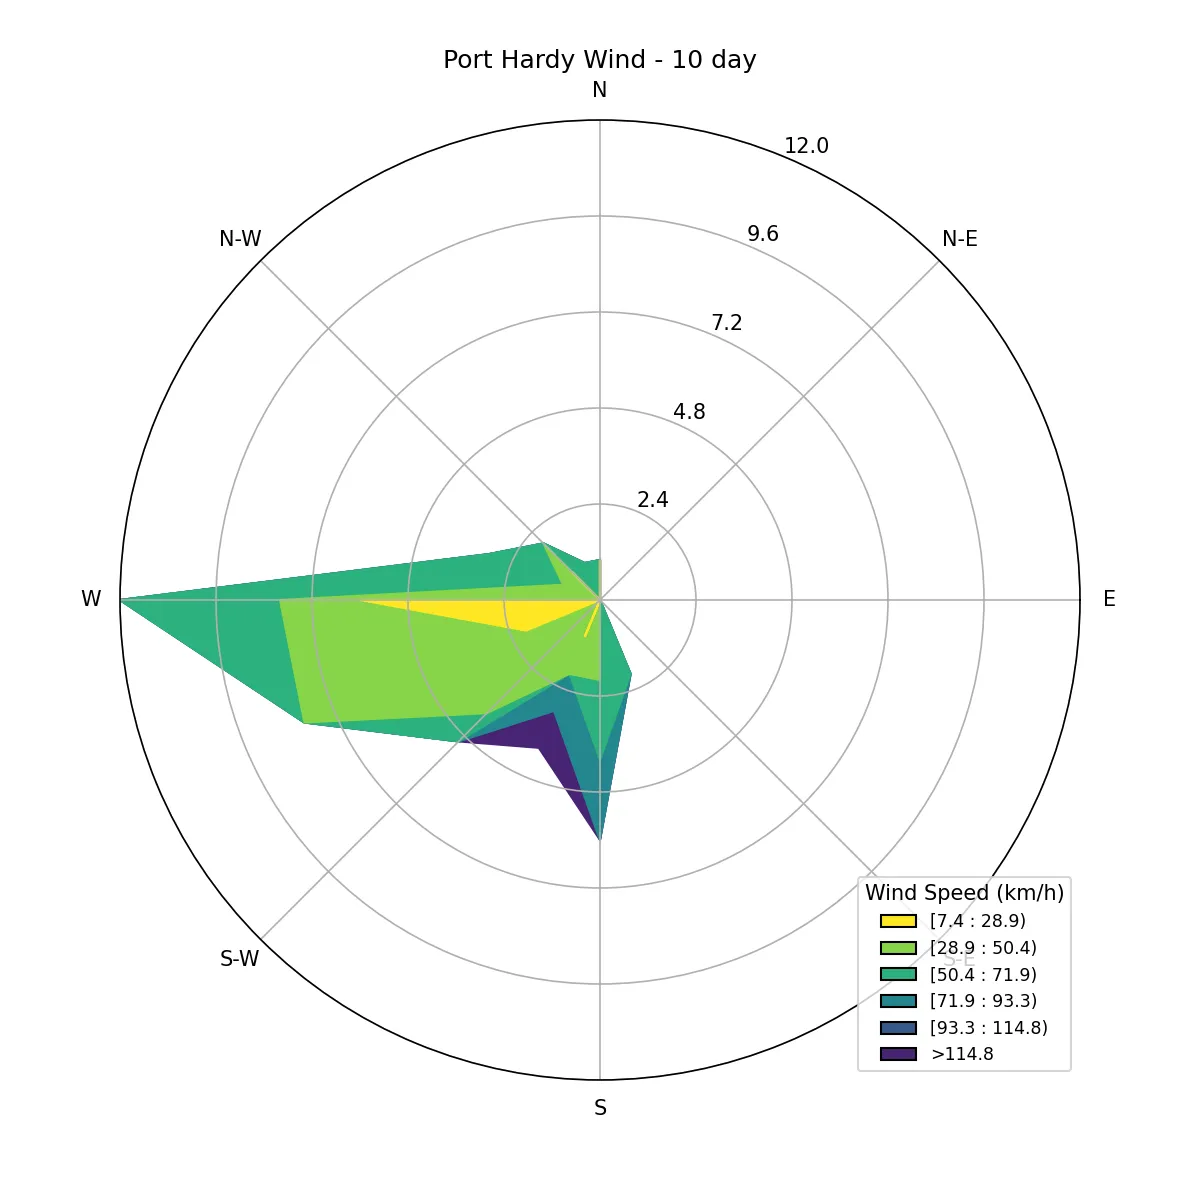 Port Hardy Wind - 10 day
N
12.0
N-W
9.6
N-E
7.2
4.8
2.4
W
E
Wind Speed (km/h)
[7.4 : 28.9)
[28.9 : 50.4)
S-W
S-E
[50.4 : 71.9)
[71.9 : 93.3)
[93.3 : 114.8)
>114.8
S